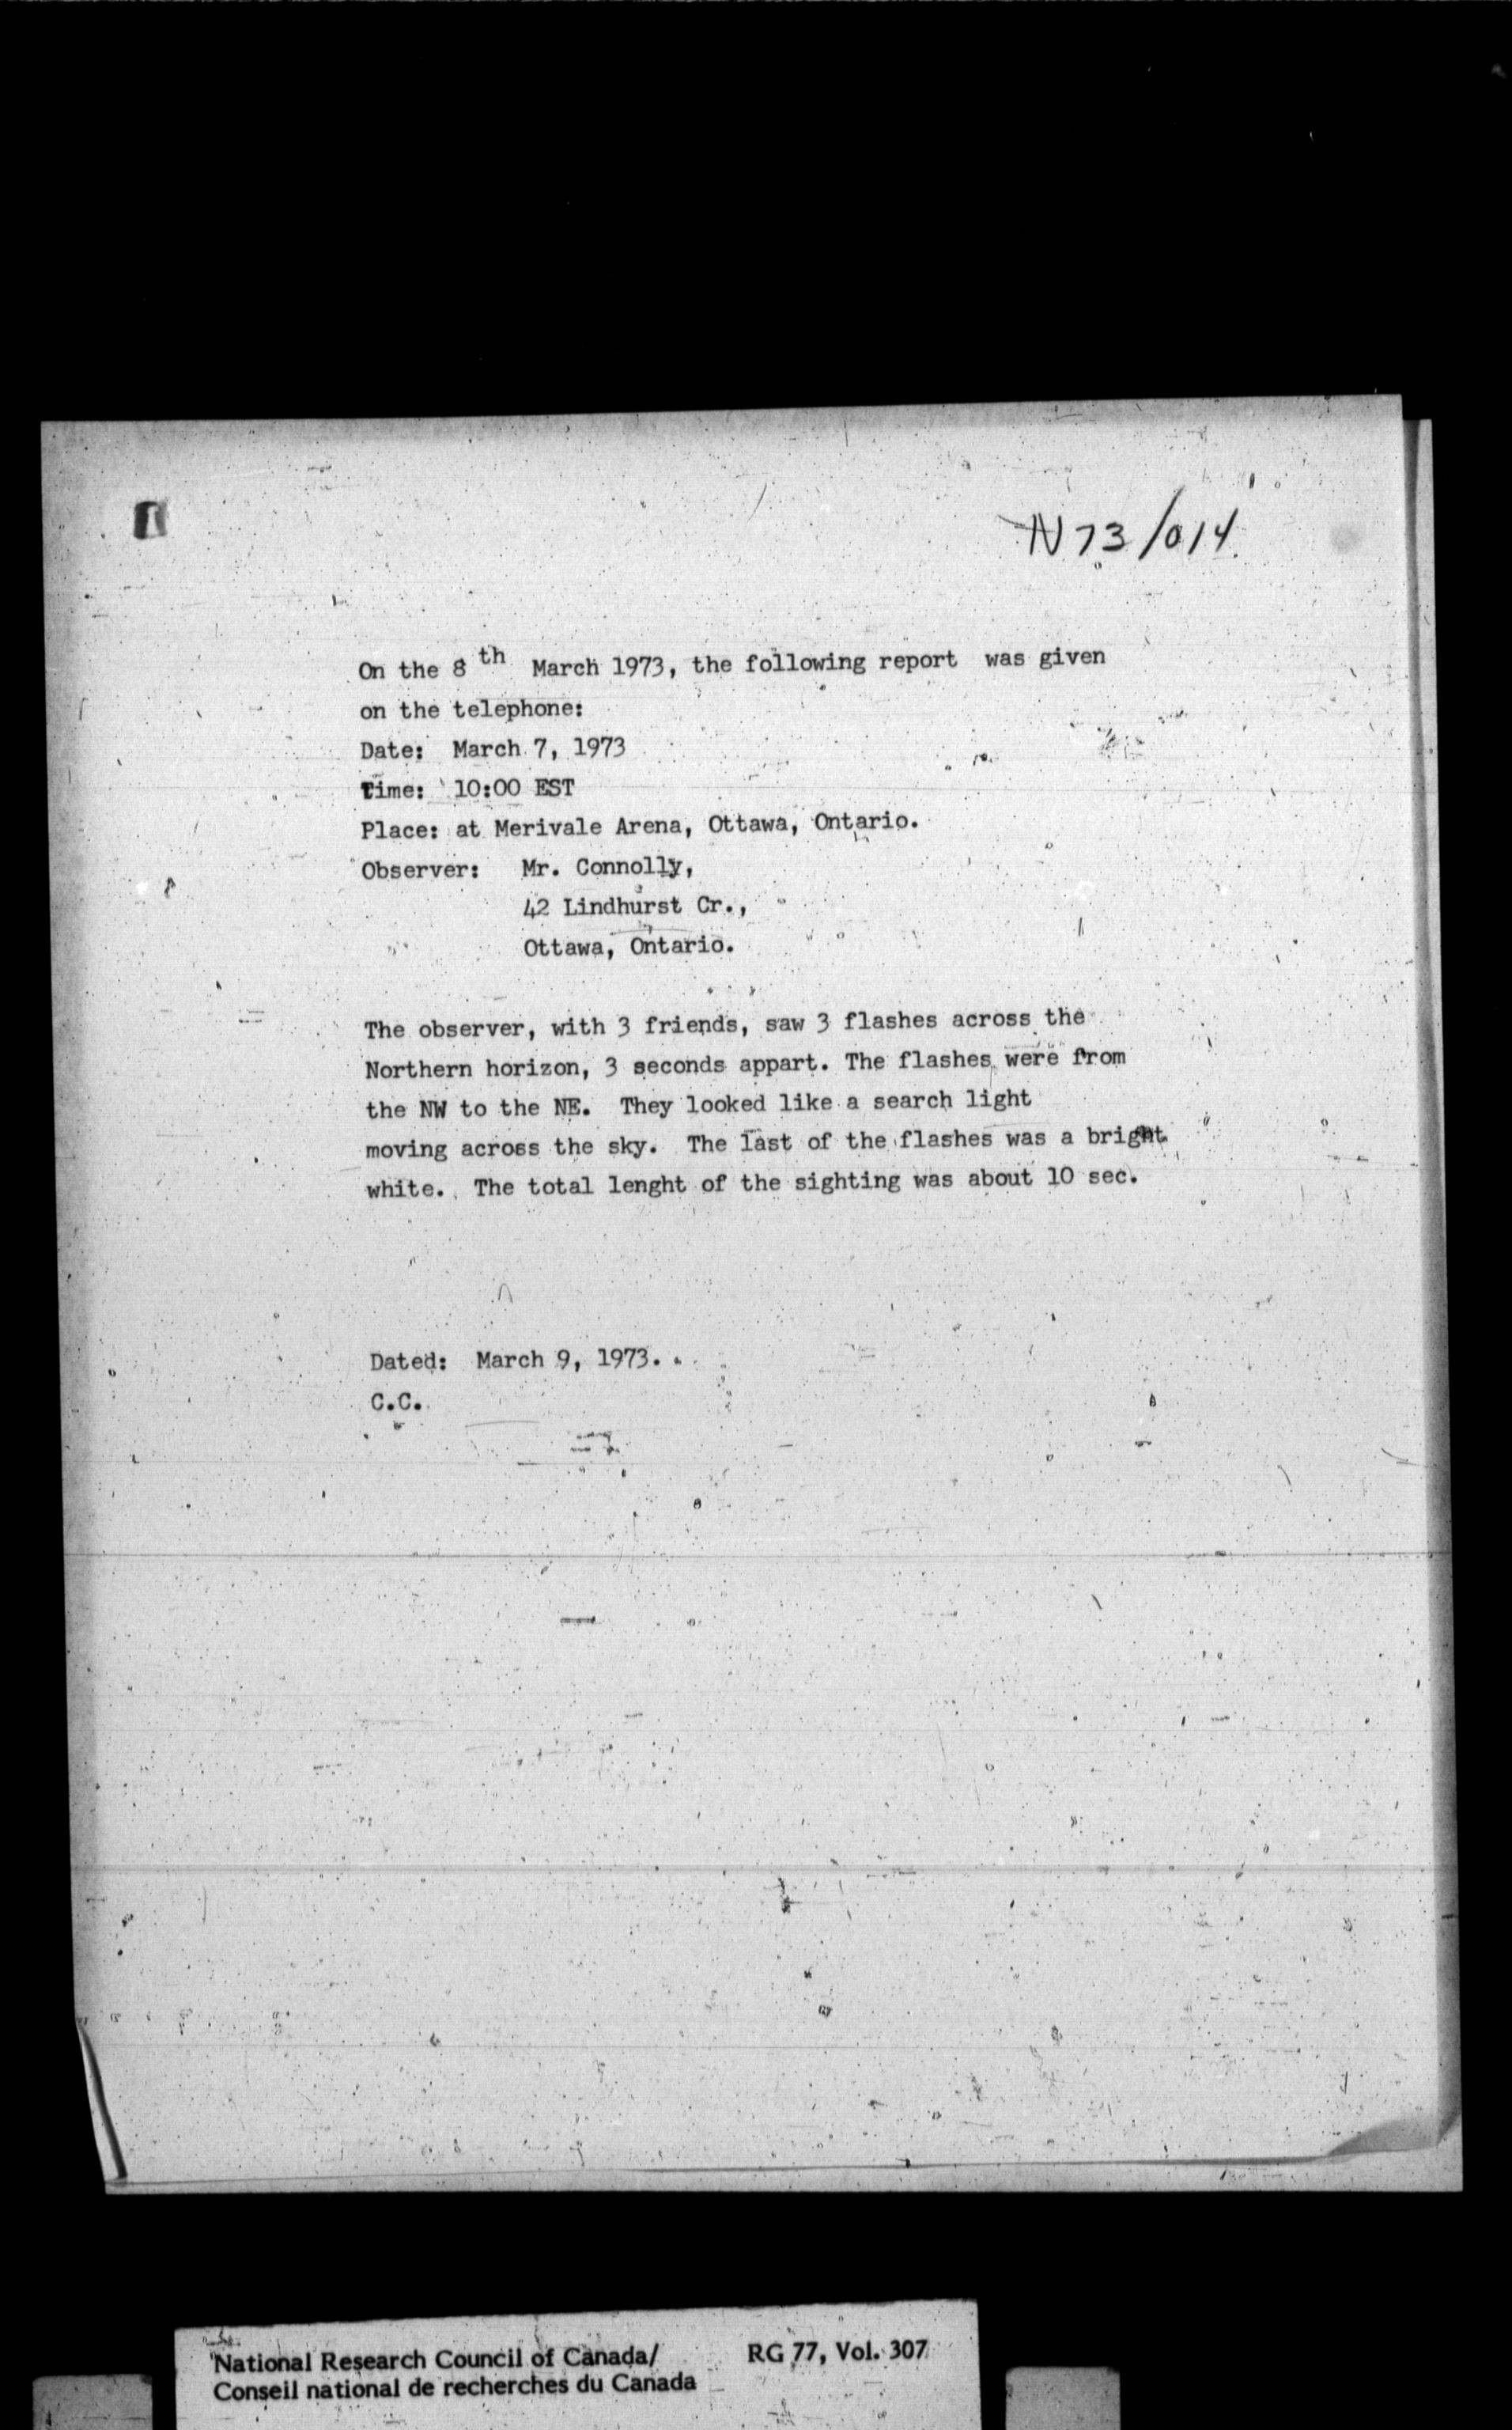 N73/014
On the 8th March 1973, the following report was given
on the telephone:
Date: March 7, 1973
Time: 10:00 EST
Place: at Merivale Arena, Ottawa, Ontario.
Observer: Mr. Connolly,
42 Lindhurst Cr.,
Ottawa, Ontario.
The observer, with 3 friends, saw 3 flashes across the
Northern horizon, 3 seconds appart. The flashes were from
the NW to the NE. They looked like a search light
moving across the sky. The last of the flashes was a bright
white. The total lenght of the sighting was about 10 sec.
Dated: March 9, 1973.
C.C.
National Research Council of Canada/ RG 77, Vol. 307
Conseil national de recherches du Canada